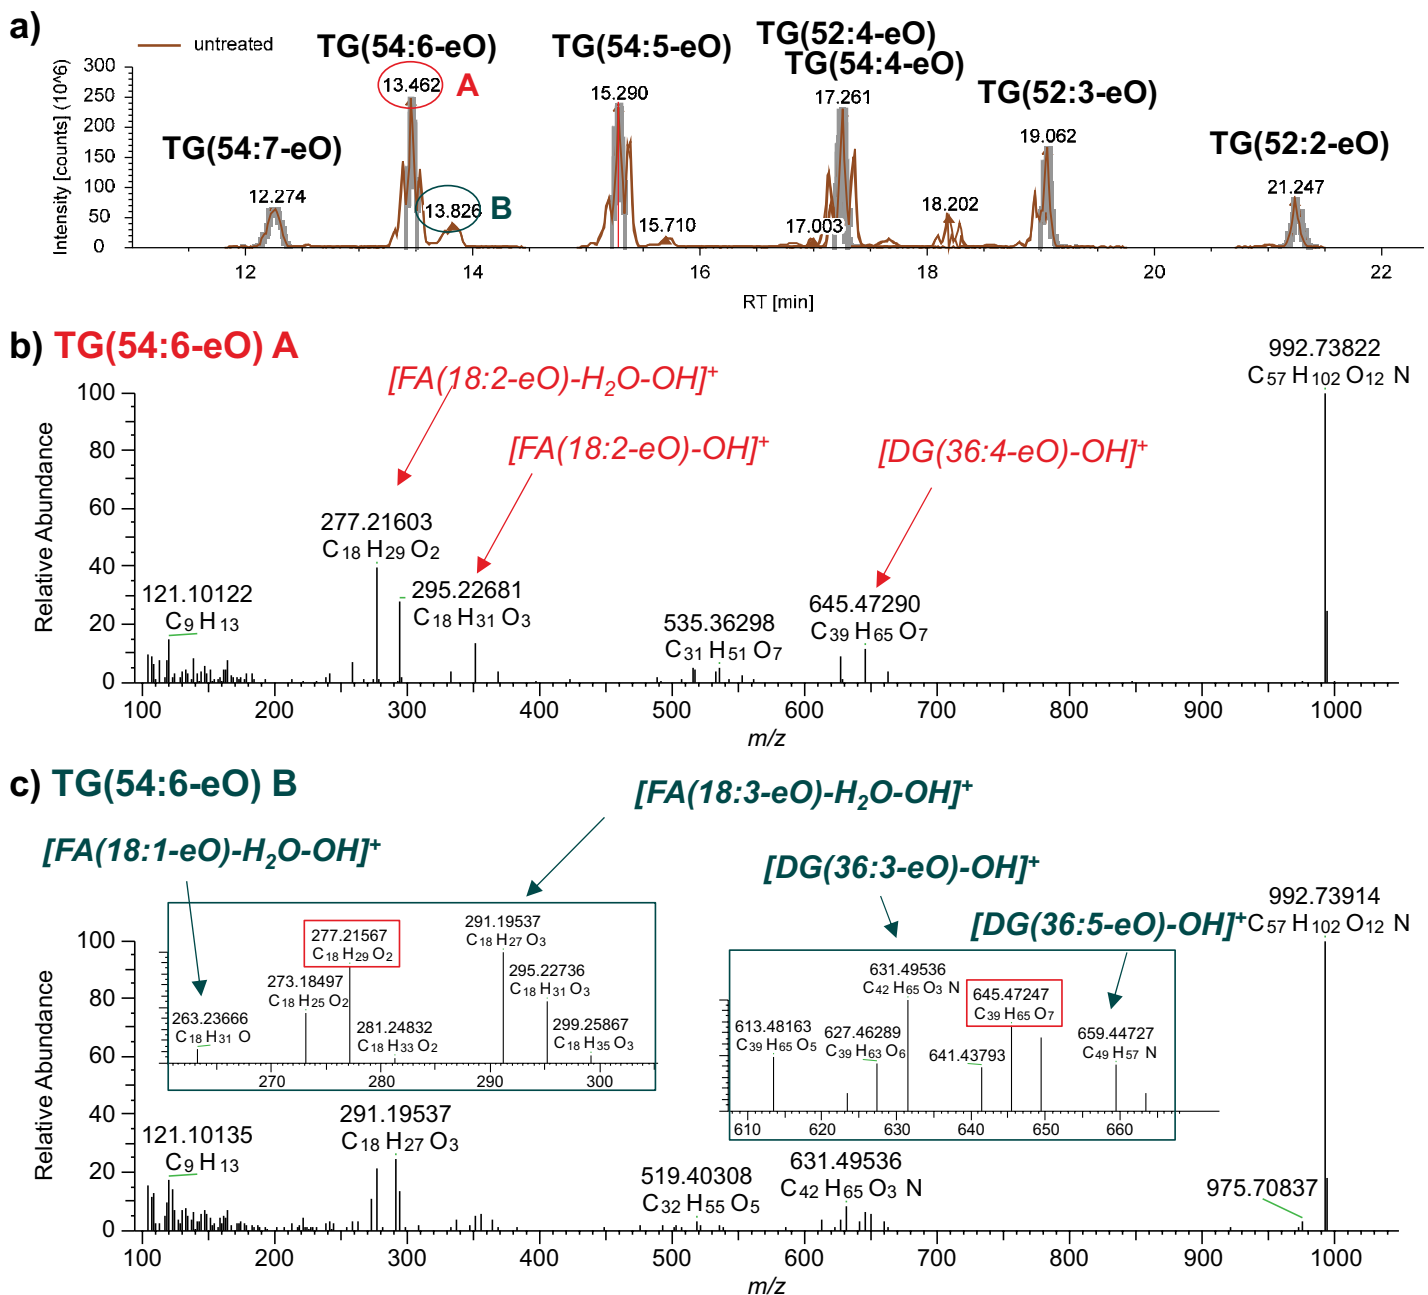 a)
untreated
TG(54:7-eO)
TG(54:6-eO)
TG(54:5-eO)
TG(52:4-eO)
TG(54:4-eO)
TG(52:3-eO)
TG(52:2-eO)
A
B
12.274
13.462
13.826
15.290
15.710
17.003
17.261
18.202
19.062
21.247
Intensity [counts] (10^6)
300
250
200
150
100
50
0
12 14 16 18 20 22
RT [min]
b) TG(54:6-eO) A
[FA(18:2-eO)-H2O-OH]+
[FA(18:2-eO)-OH]+
[DG(36:4-eO)-OH]+
992.73822
C57 H102 O12 N
277.21603
C18 H29 O2
295.22681
C18 H31 O3
121.10122
C9 H13
535.36298
C31 H51 O7
645.47290
C39 H65 O7
Relative Abundance
100
80
60
40
20
0
100 200 300 400 500 600 700 800 900 1000
m/z
c) TG(54:6-eO) B
[FA(18:3-eO)-H2O-OH]+
[FA(18:1-eO)-H2O-OH]+
[DG(36:3-eO)-OH]+
[DG(36:5-eO)-OH]+
992.73914
C57 H102 O12 N
263.23666
C18 H31 O
273.18497
C18 H25 O2
277.21567
C18 H29 O2
281.24832
C18 H33 O2
291.19537
C18 H27 O3
295.22736
C18 H31 O3
299.25867
C18 H35 O3
270 280 290 300
613.48163
C39 H65 O5
627.46289
C39 H63 O6
631.49536
C42 H65 O3 N
641.43793
645.47247
C39 H65 O7
659.44727
C49 H57 N
610 620 630 640 650 660
121.10135
C9 H13
291.19537
C18 H27 O3
519.40308
C32 H55 O5
631.49536
C42 H65 O3 N
975.70837
Relative Abundance
100
80
60
40
20
0
100 200 300 400 500 600 700 800 900 1000
m/z